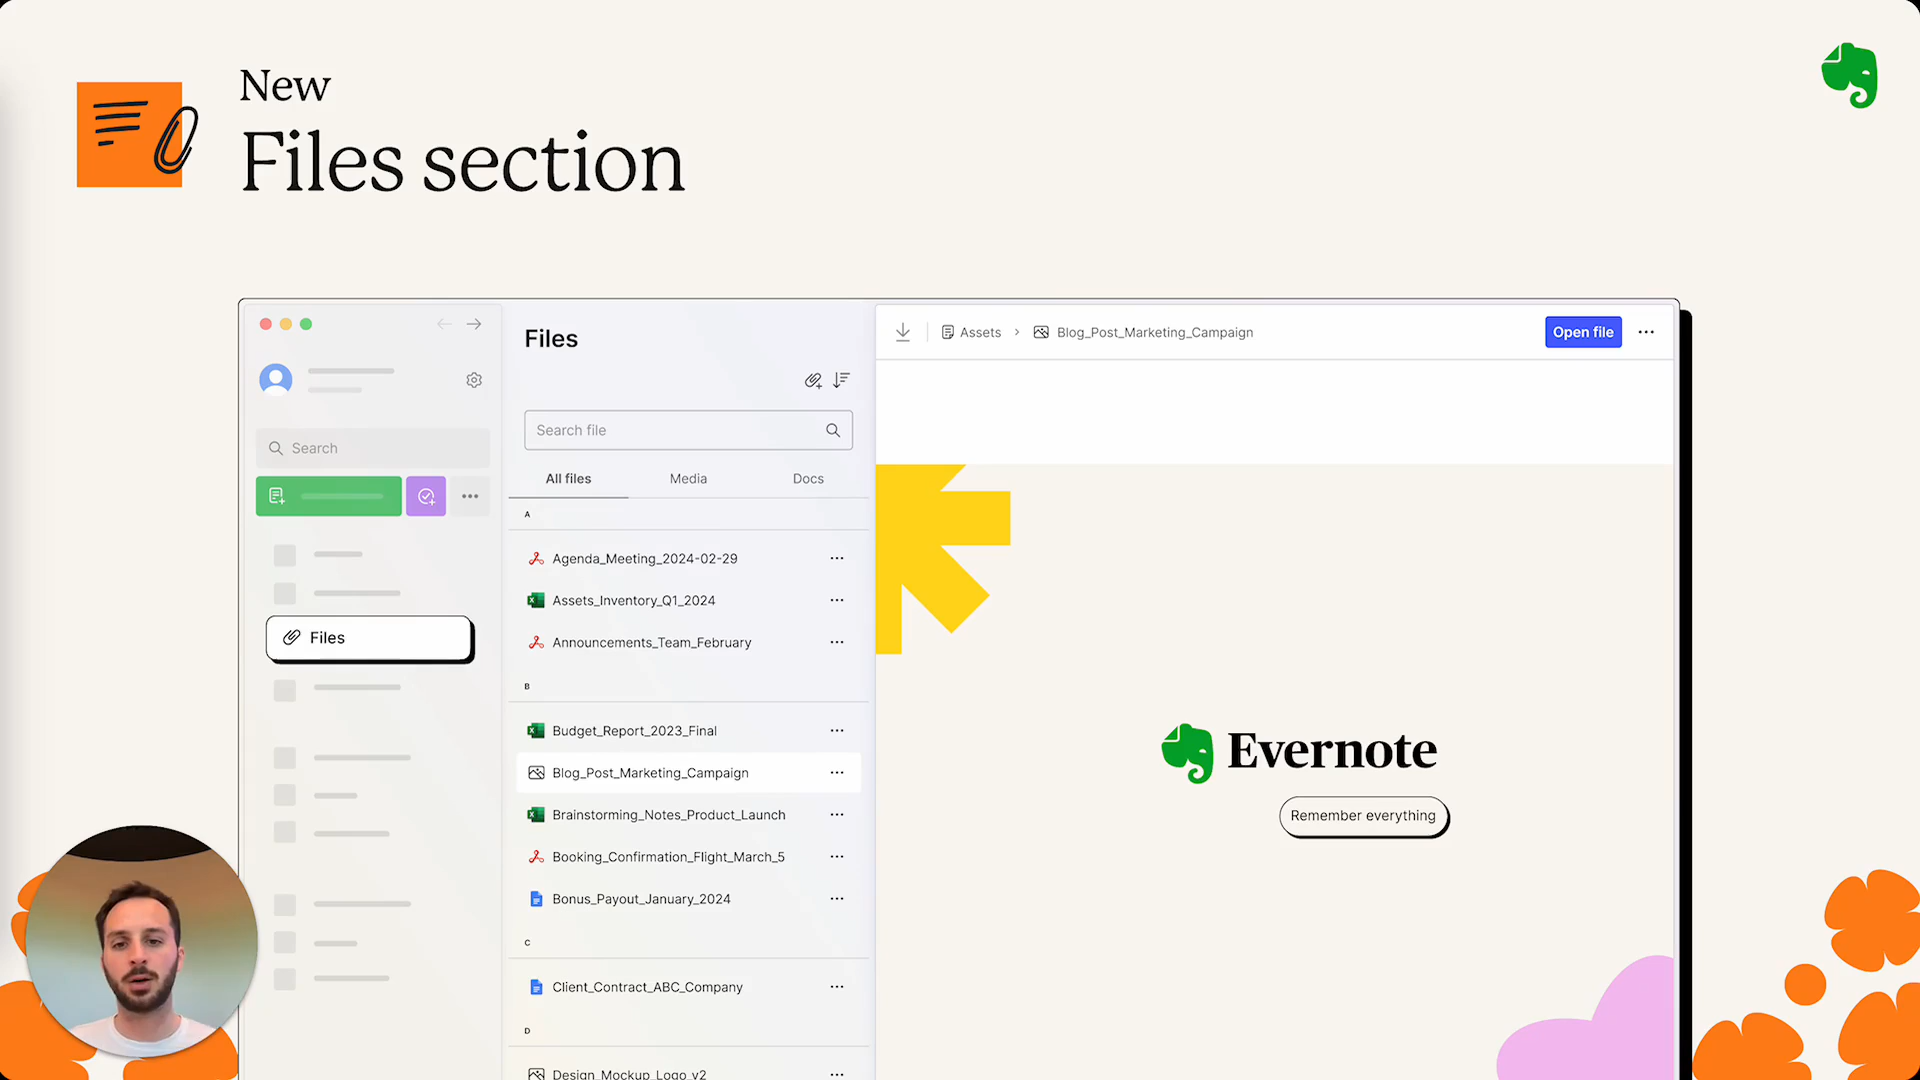 New
Files section
Search
Files
Files
Search file
All files
Media
Docs
A
Agenda_Meeting_2024-02-29
Assets_Inventory_Q1_2024
Announcements_Team_February
B
Budget_Report_2023_Final
Blog_Post_Marketing_Campaign
Brainstorming_Notes_Product_Launch
Booking_Confirmation_Flight_March_5
Bonus_Payout_January_2024
C
Client_Contract_ABC_Company
D
Design_Mockup_Logo_v2
Assets > Blog_Post_Marketing_Campaign
Open file
Evernote
Remember everything